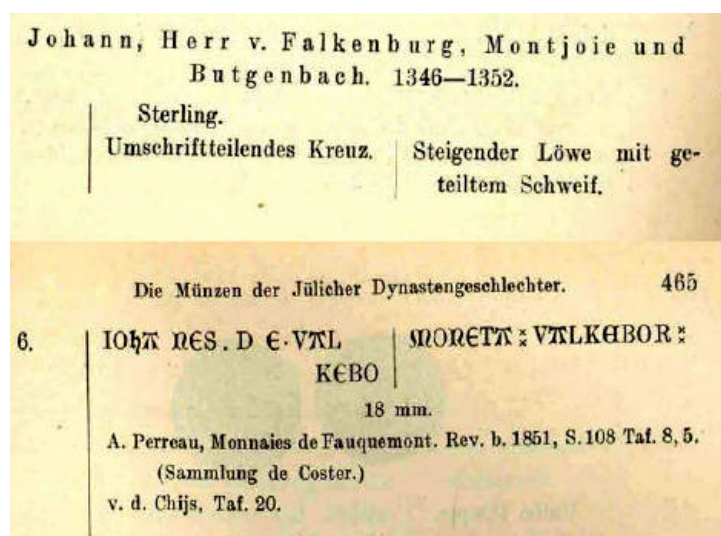 Johann, Herr v. Falkenburg, Montjoie und
Butgenbach. 1346—1352.
Sterling.
Umschriftteilendes Kreuz.
Steigender Löwe mit ge-
teiltem Schweif.
Die Münzen der Jülicher Dynastengeschlechter. 465
6.
IOhA NES . D E · VAL
KEBO
MONETA : VALKEBOR :
18 mm.
A. Perreau, Monnaies de Fauquemont. Rev. b. 1851, S. 108 Taf. 8, 5.
(Sammlung de Coster.)
v. d. Chijs, Taf. 20.